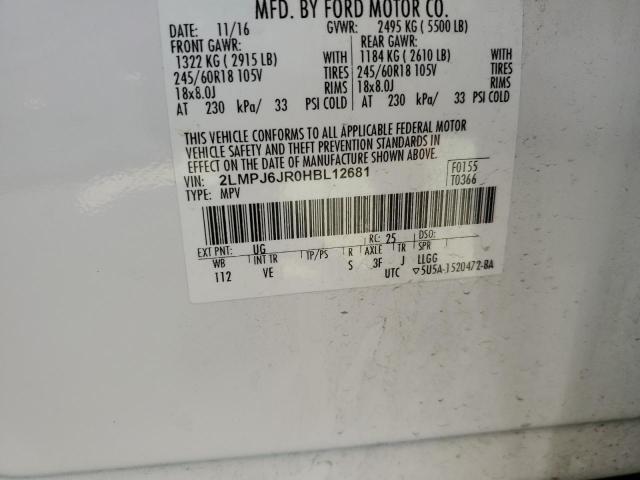 MFD. BY FORD MOTOR CO.
DATE: 11/16 GVWR: 2495 KG ( 5500 LB)
FRONT GAWR: REAR GAWR:
1322 KG ( 2915 LB) WITH 1184 KG ( 2610 LB) WITH
245/60R18 105V TIRES 245/60R18 105V TIRES
18x8.0J RIMS 18x8.0J RIMS
AT 230 kPa/ 33 PSI COLD AT 230 kPa/ 33 PSI COLD
THIS VEHICLE CONFORMS TO ALL APPLICABLE FEDERAL MOTOR
VEHICLE SAFETY AND THEFT PREVENTION STANDARDS IN
EFFECT ON THE DATE OF MANUFACTURE SHOWN ABOVE.
VIN: 2LMPJ6JR0HBL12681 F0155
TYPE: MPV T0366
EXT PNT: UG RC: 25 DSO:
WB INT TR TP/PS R AXLE TR SPR
112 VE S 3F J LLGG
UTC ▽5U5A-1520472-BA